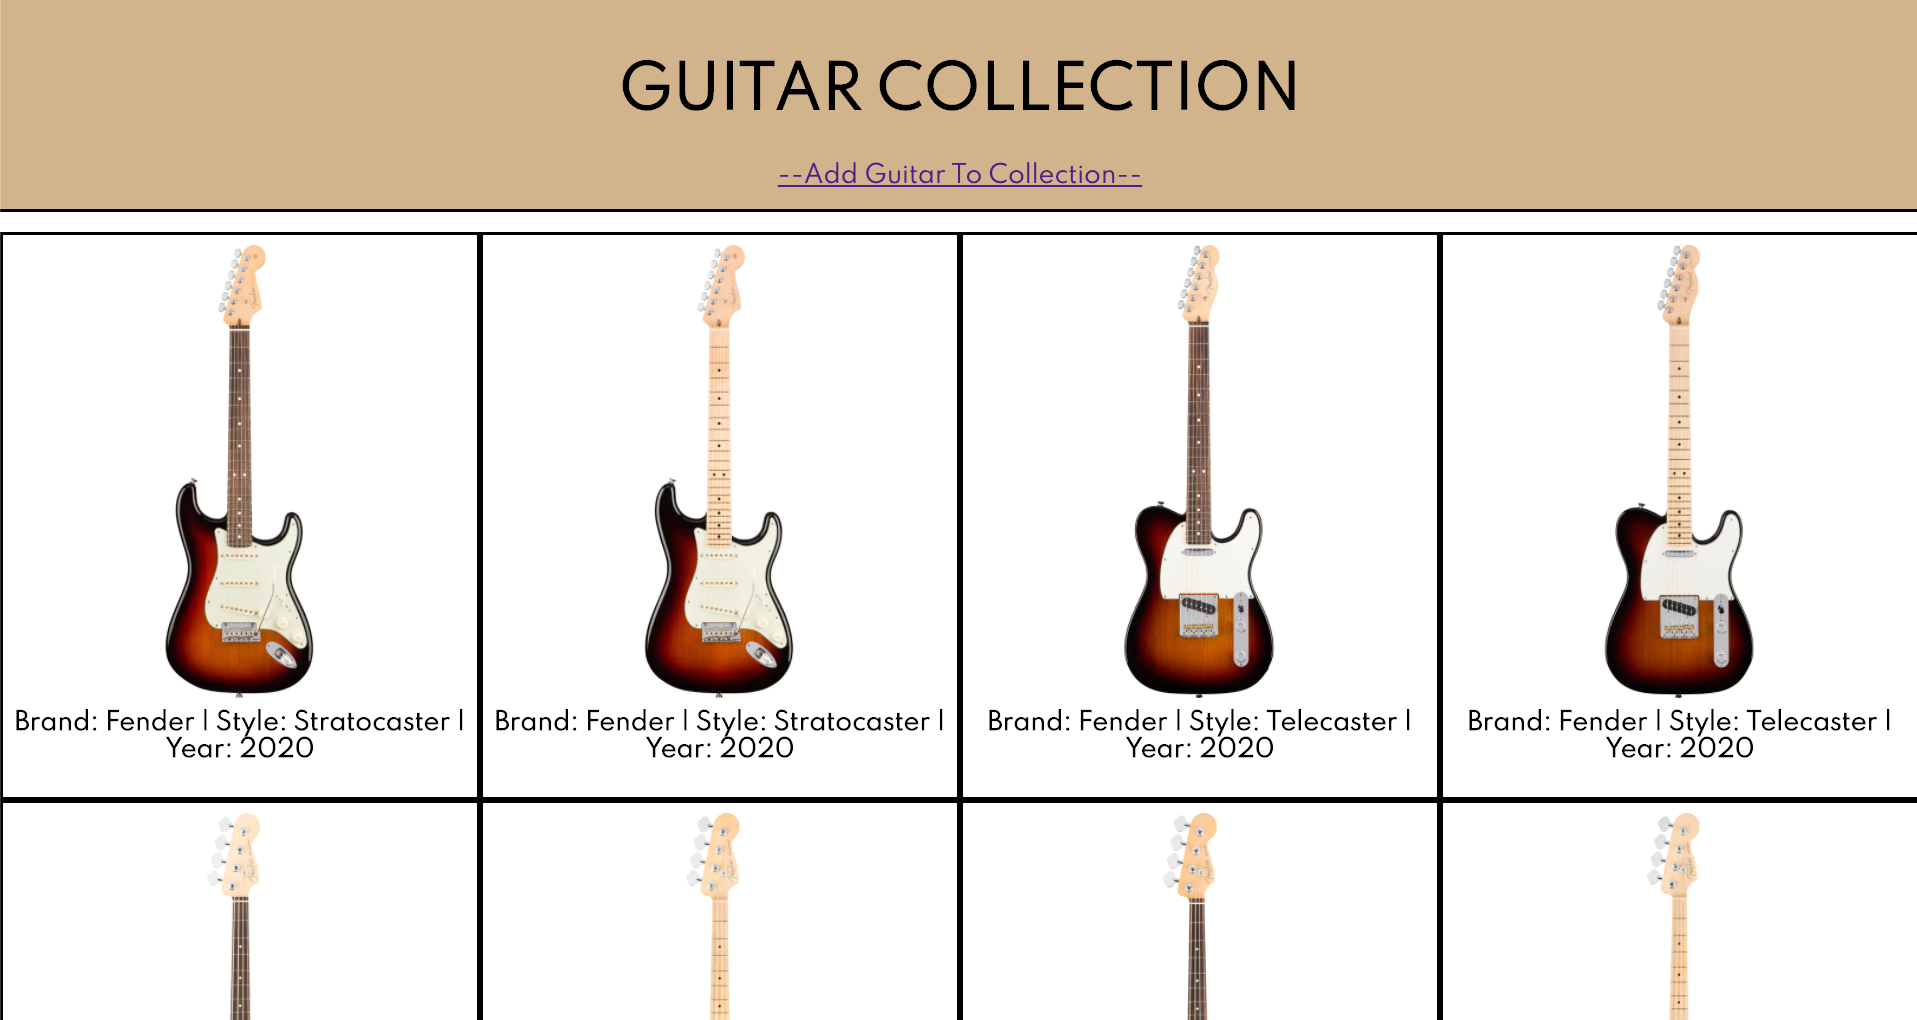 GUITAR COLLECTION
--Add Guitar To Collection--
Brand: Fender | Style: Stratocaster |
Year: 2020
Brand: Fender | Style: Stratocaster |
Year: 2020
Brand: Fender | Style: Telecaster |
Year: 2020
Brand: Fender | Style: Telecaster |
Year: 2020